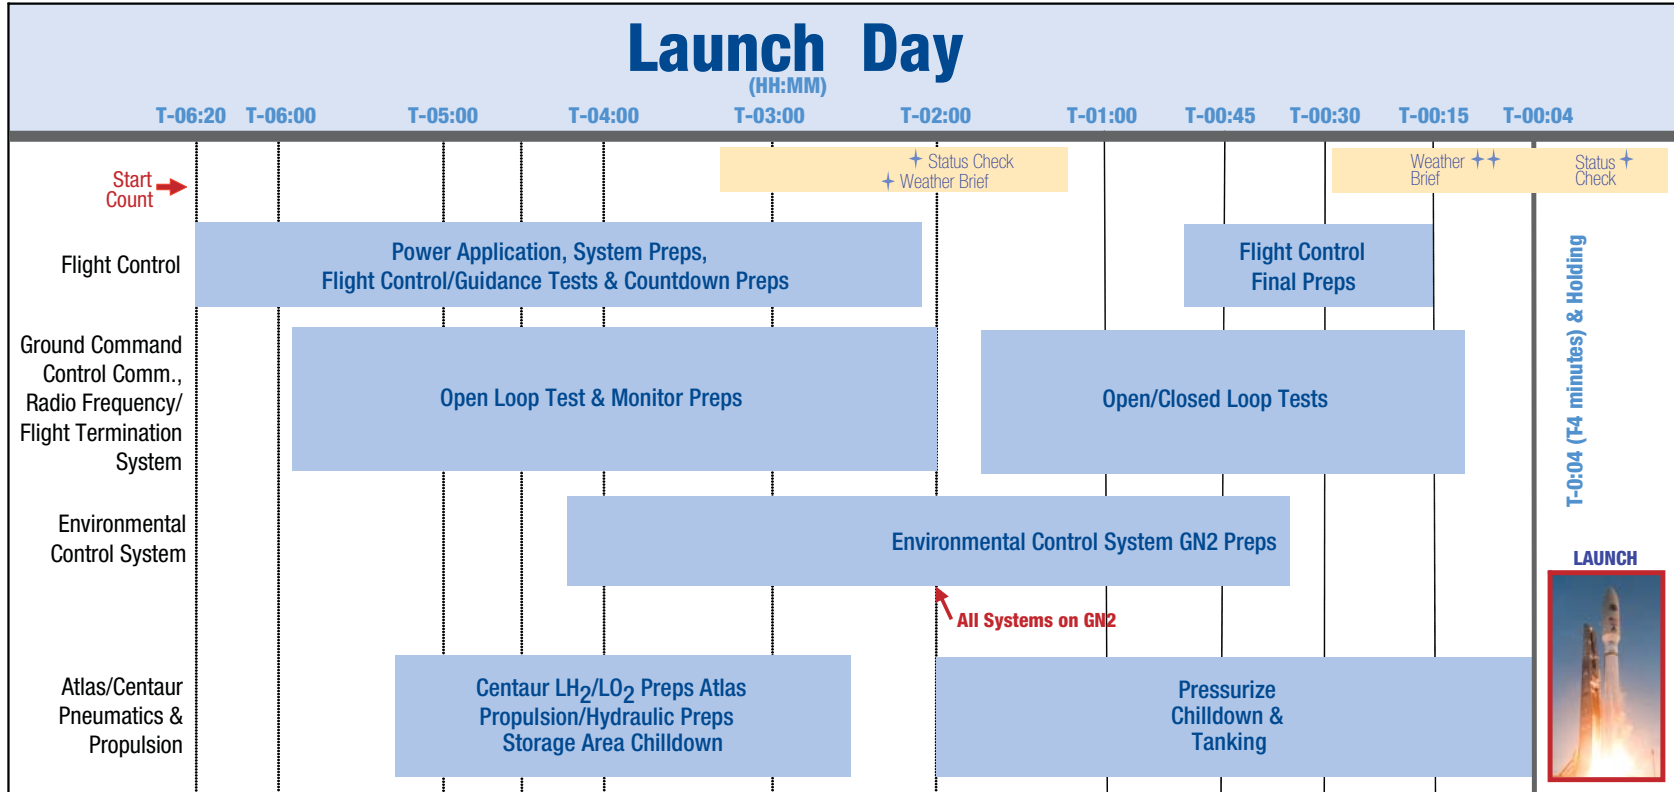 Launch Day
(HH:MM)
T-06:20 T-06:00 T-05:00 T-04:00 T-03:00 T-02:00 T-01:00 T-00:45 T-00:30 T-00:15 T-00:04
Start
Count
Status Check
Weather Brief
Weather
Brief
Status
Check
Flight Control
Power Application, System Preps,
Flight Control/Guidance Tests & Countdown Preps
Flight Control
Final Preps
Ground Command
Control Comm.,
Radio Frequency/
Flight Termination
System
Open Loop Test & Monitor Preps
Open/Closed Loop Tests
T-0:04 (T-4 minutes) & Holding
Environmental
Control System
Environmental Control System GN2 Preps
All Systems on GN2
LAUNCH
Atlas/Centaur
Pneumatics &
Propulsion
Centaur LH2/LO2 Preps Atlas
Propulsion/Hydraulic Preps
Storage Area Chilldown
Pressurize
Chilldown &
Tanking